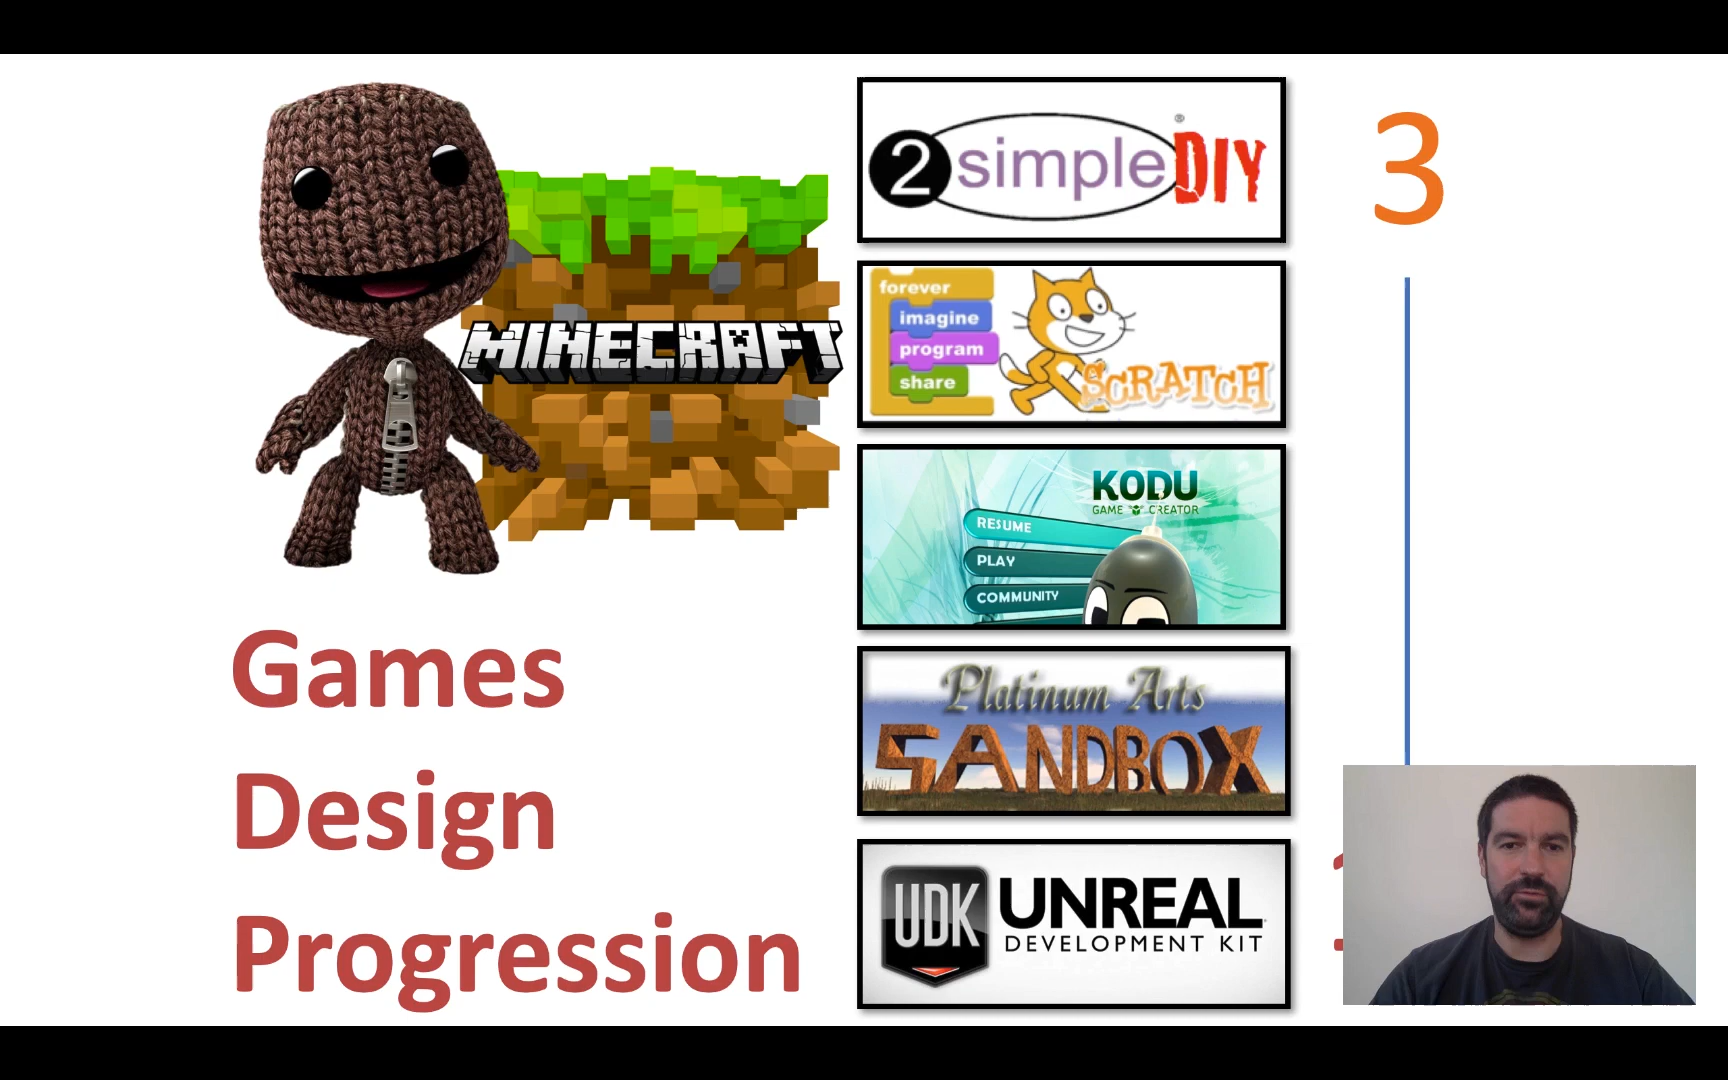 2simpleDIY®
3
forever
imagine
program
share
SCRATCH
MINECRAFT
KODU
GAME CREATOR
RESUME
PLAY
COMMUNITY
Games
Design
Progression
Platinum Arts
SANDBOX
UDK
UNREAL
DEVELOPMENT KIT